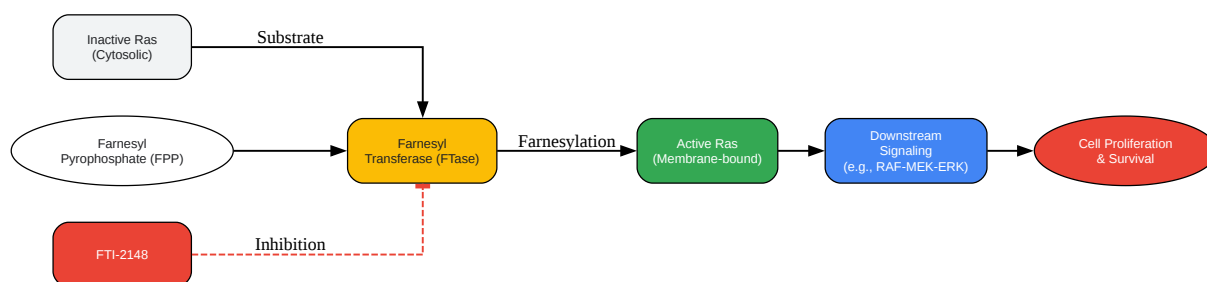 Inactive Ras
(Cytosolic)
Substrate
Farnesyl
Pyrophosphate (FPP)
Farnesyl
Transferase (FTase)
Farnesylation
Active Ras
(Membrane-bound)
Downstream
Signaling
(e.g., RAF-MEK-ERK)
Cell Proliferation
& Survival
FTI-2148
Inhibition